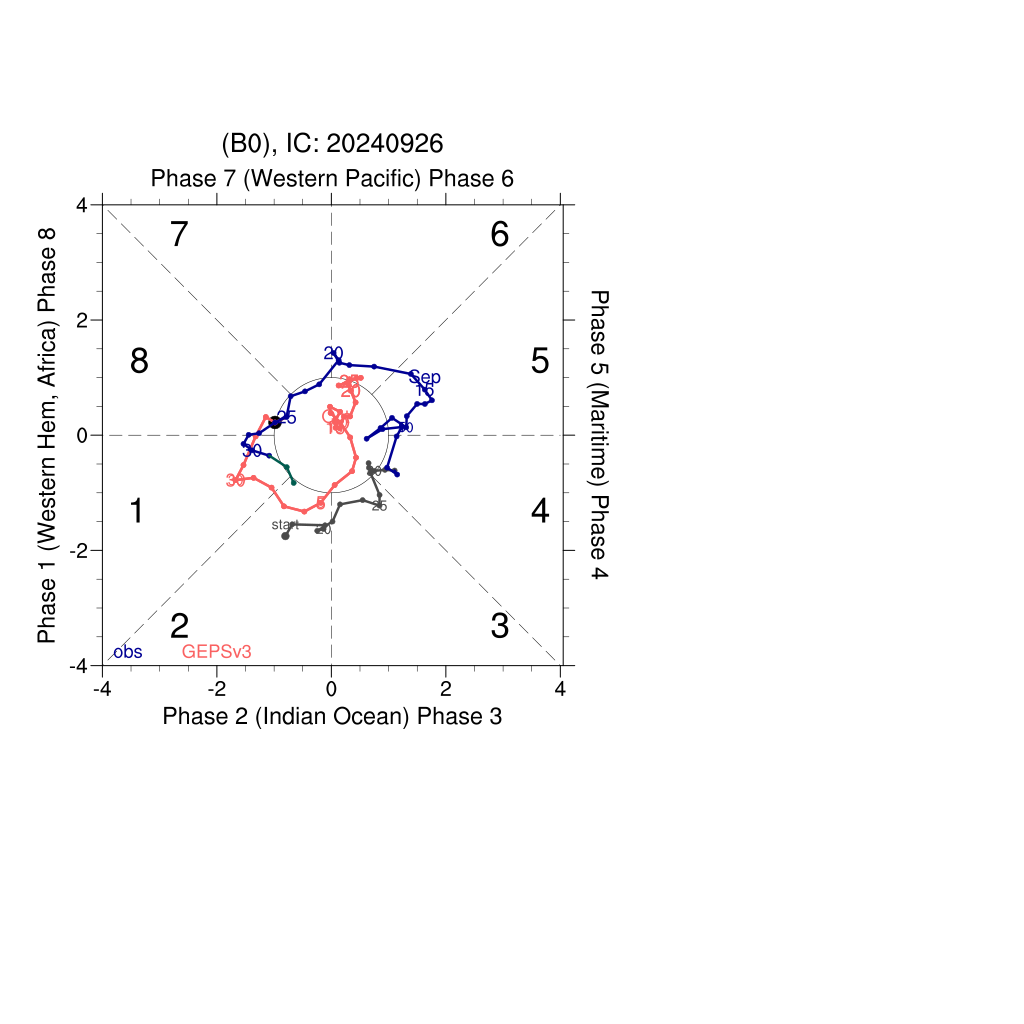 (B0), IC: 20240926
Phase 7 (Western Pacific) Phase 6
Phase 1 (Western Hem, Africa) Phase 8
Phase 5 (Maritime) Phase 4
4
2
0
-2
-4
7
6
8
5
1
4
2
3
20
Sep
16
20
25
30
30
5
start
25
obs
GEPSv3
-4
-2
0
2
4
Phase 2 (Indian Ocean) Phase 3